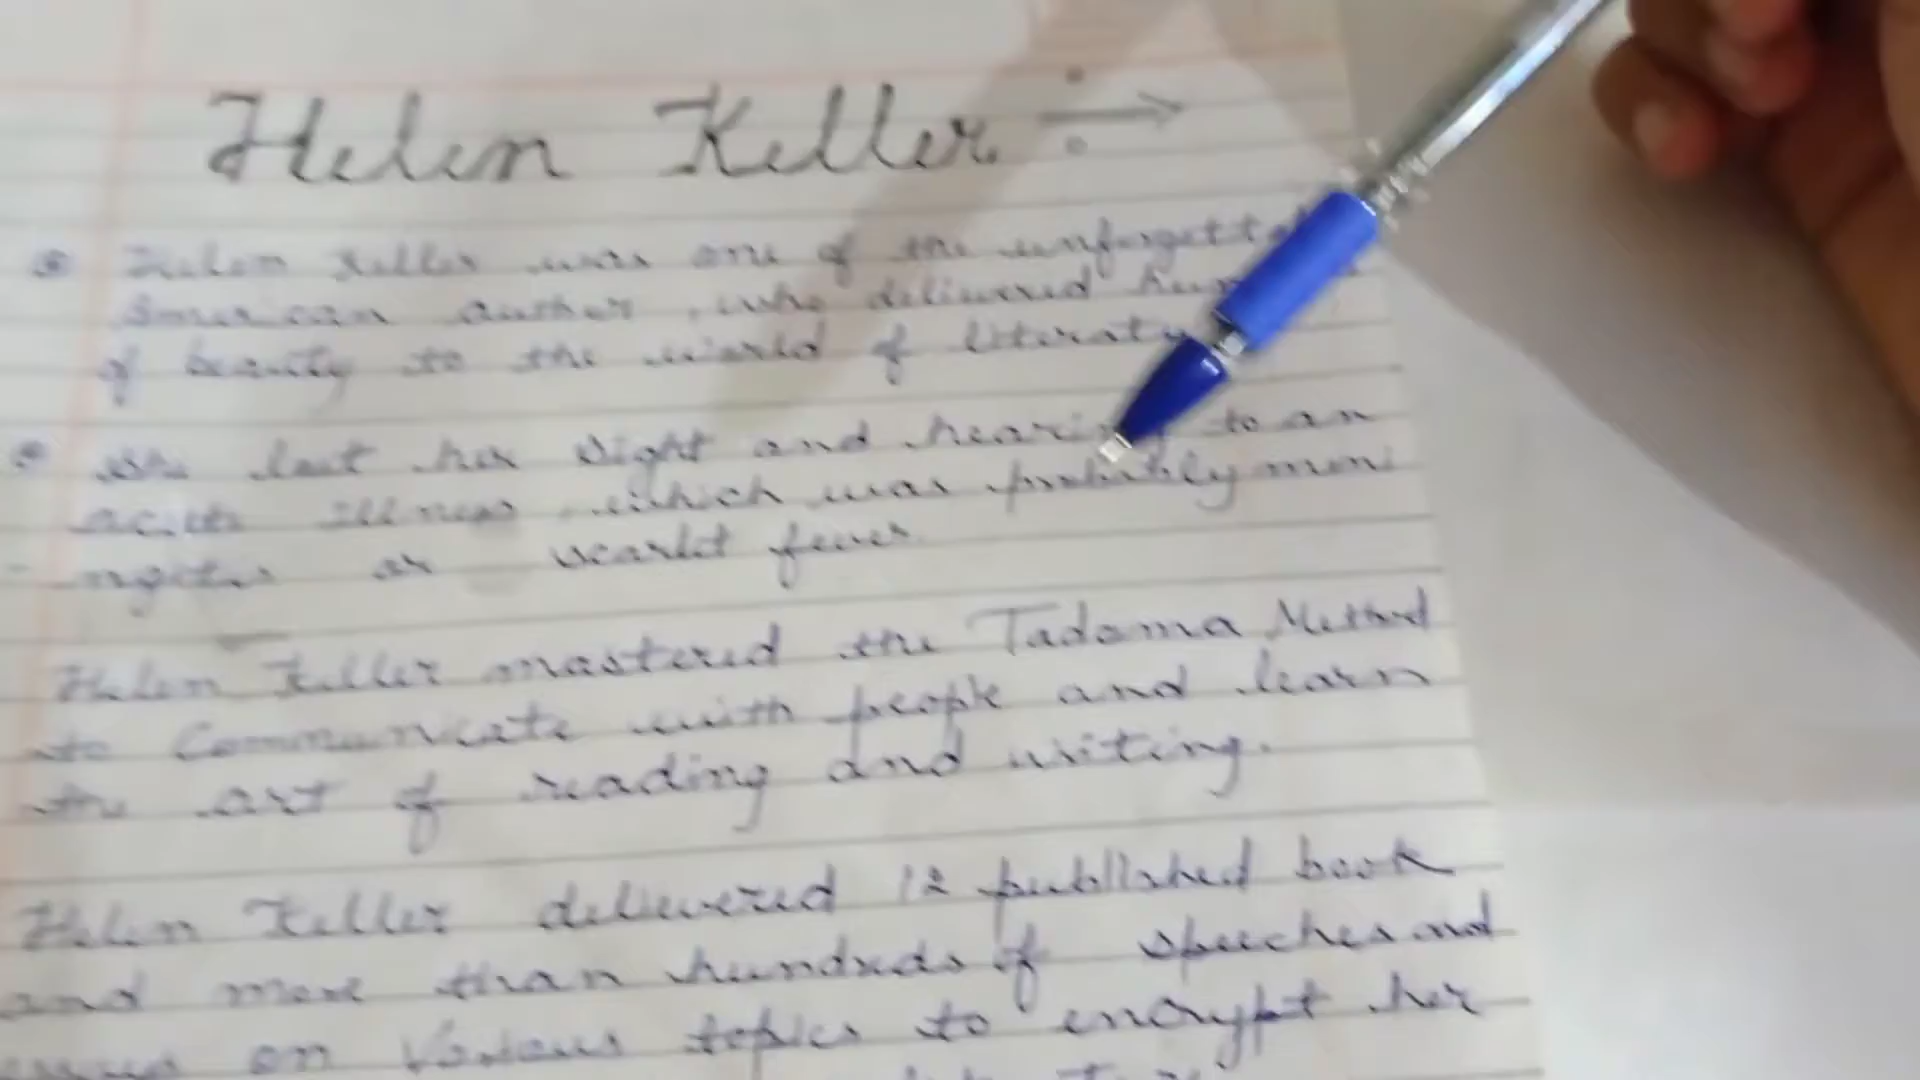 Helen Keller
Helen Keller was one of the
American author, who delivered
of beauty to the world of
She lost her sight and hearing to an
illness, which was probably meni
ngitis or scarlet fever.
Helen Keller mastered the Tadoma Method
to Communicate with people and learn
the art of reading and writing.
Helen Keller delivered 12 published book
and more than hundreds of speeches and
on Various topics to encrypt her